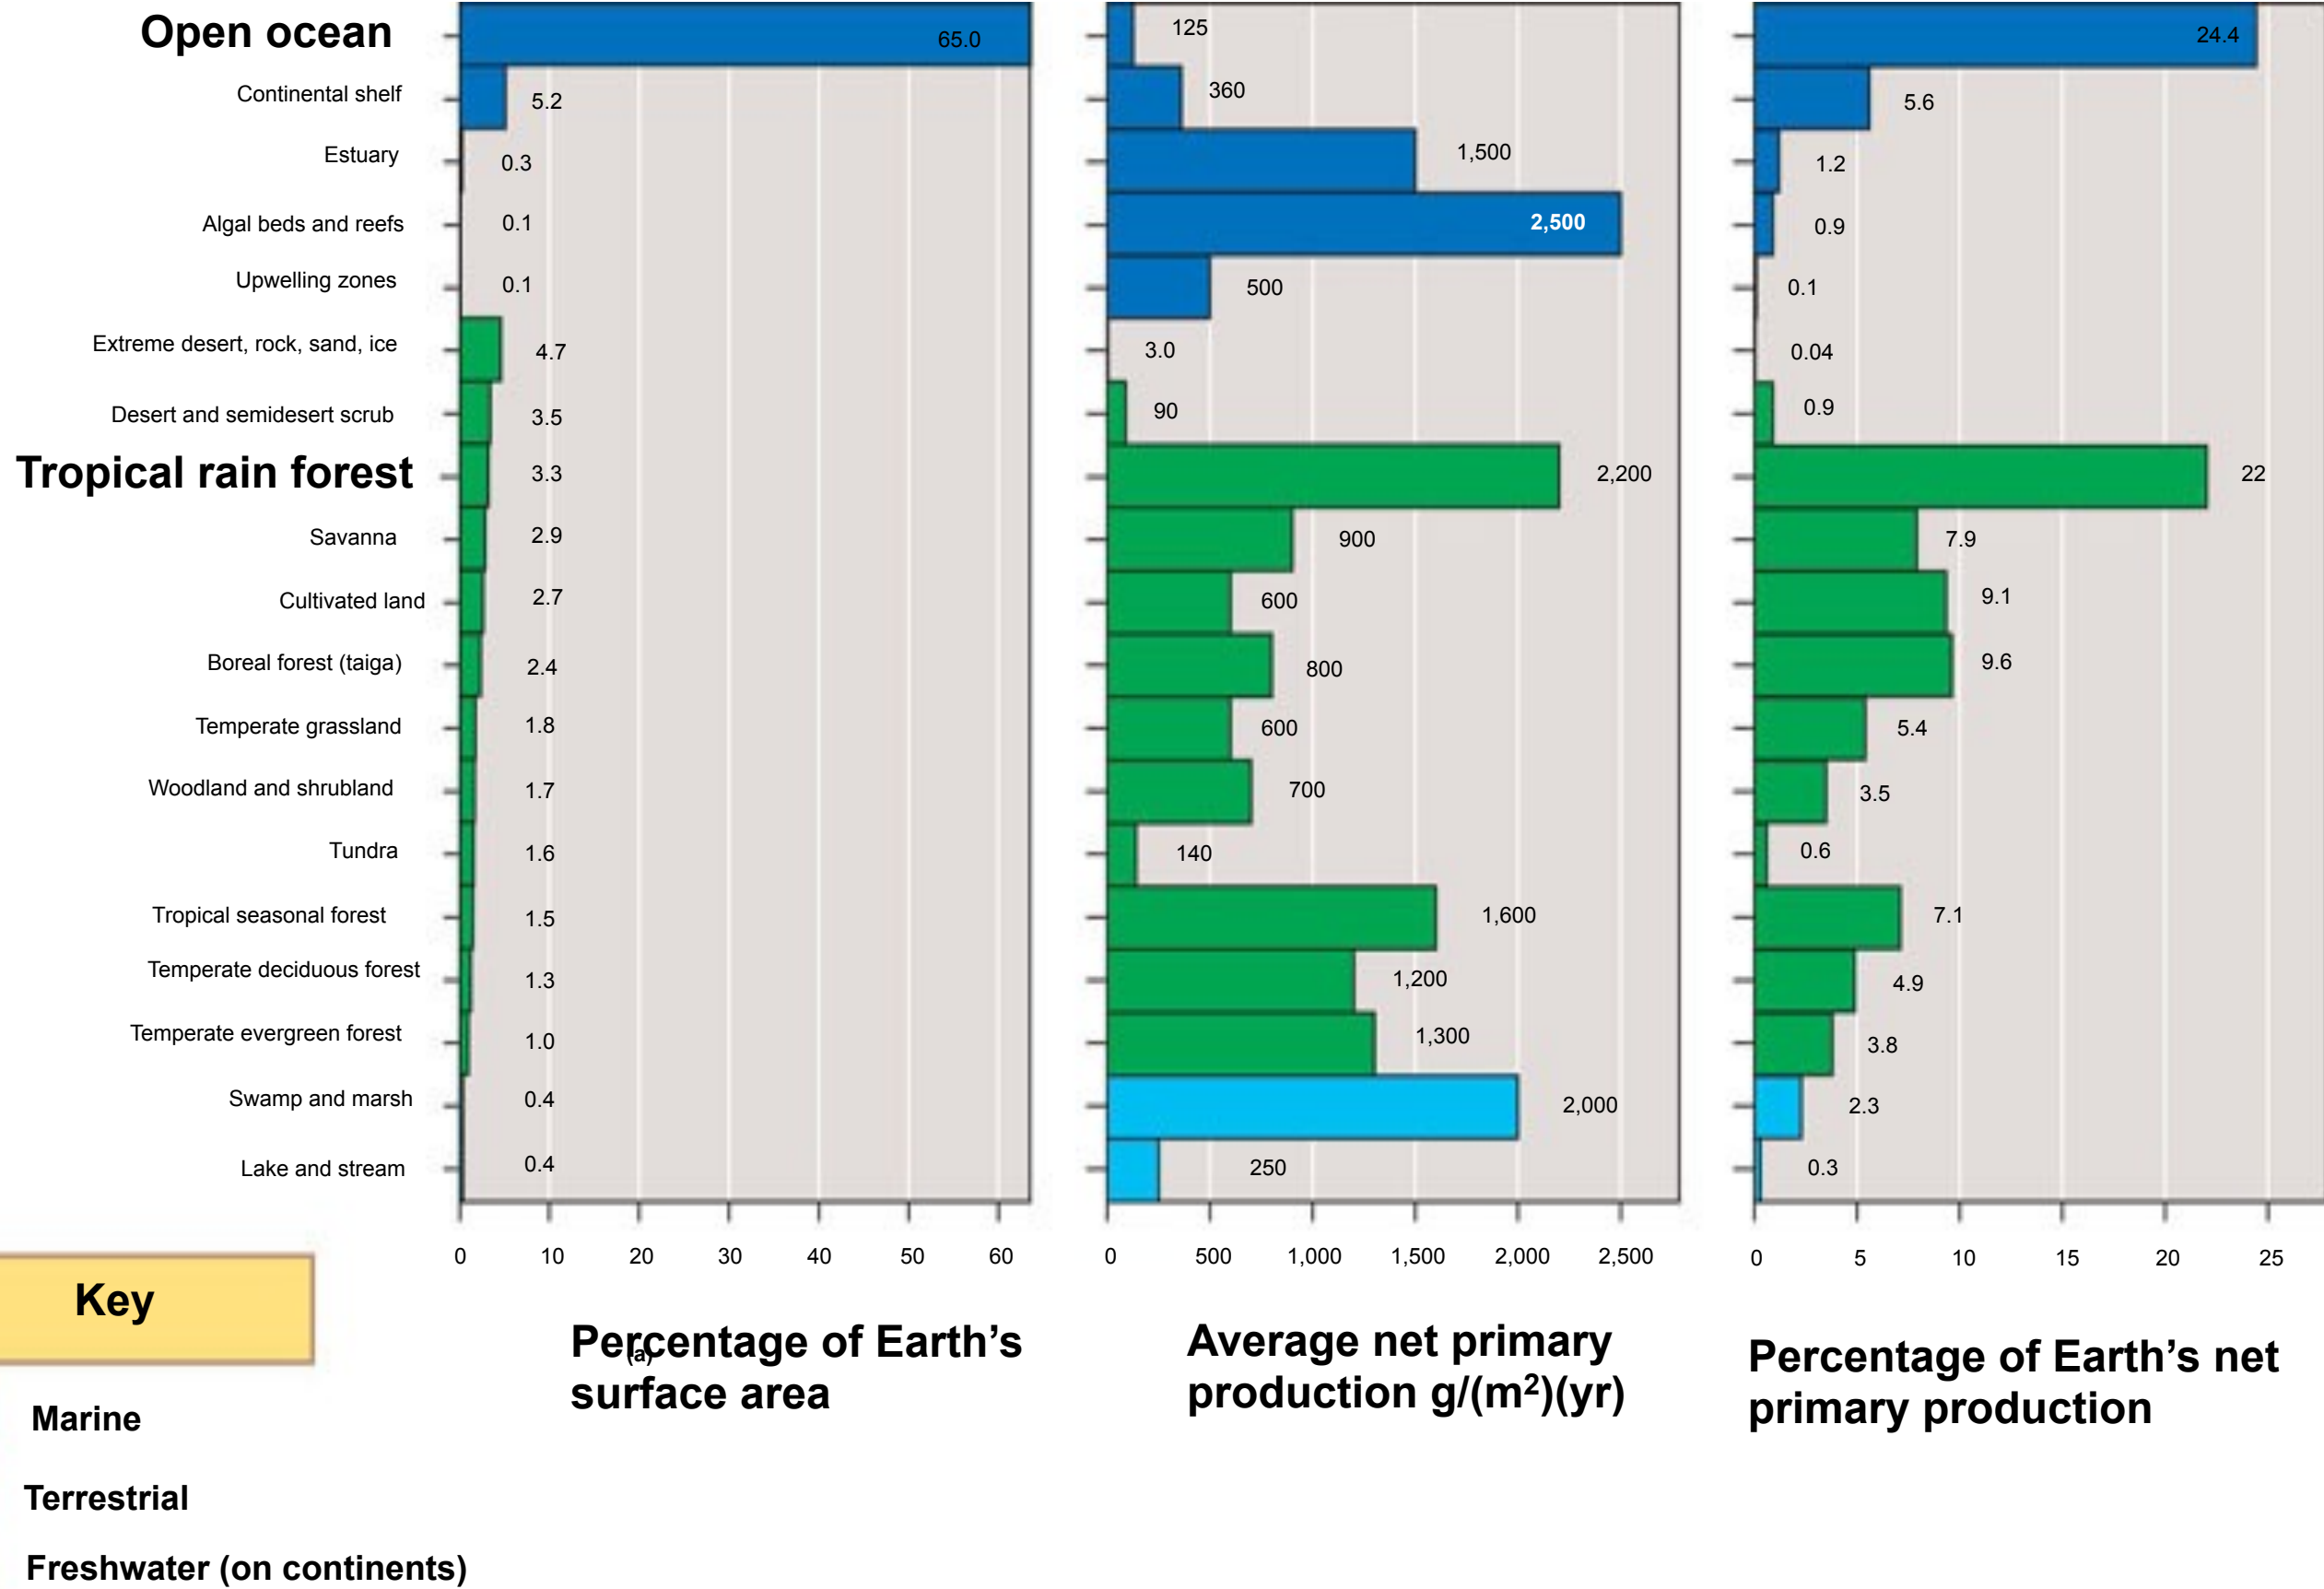 Open ocean 65.0 125 24.4
Continental shelf 5.2 360 5.6
Estuary 0.3 1,500 1.2
Algal beds and reefs 0.1 2,500 0.9
Upwelling zones 0.1 500 0.1
Extreme desert, rock, sand, ice 4.7 3.0 0.04
Desert and semidesert scrub 3.5 90 0.9
Tropical rain forest 3.3 2,200 22
Savanna 2.9 900 7.9
Cultivated land 2.7 600 9.1
Boreal forest (taiga) 2.4 800 9.6
Temperate grassland 1.8 600 5.4
Woodland and shrubland 1.7 700 3.5
Tundra 1.6 140 0.6
Tropical seasonal forest 1.5 1,600 7.1
Temperate deciduous forest 1.3 1,200 4.9
Temperate evergreen forest 1.0 1,300 3.8
Swamp and marsh 0.4 2,000 2.3
Lake and stream 0.4 250 0.3
0 10 20 30 40 50 60 0 500 1,000 1,500 2,000 2,500 0 5 10 15 20 25
Percentage of Earth’s
surface area
(a)
Average net primary
production g/(m²)(yr)
Percentage of Earth’s net
primary production
Key
Marine
Terrestrial
Freshwater (on continents)